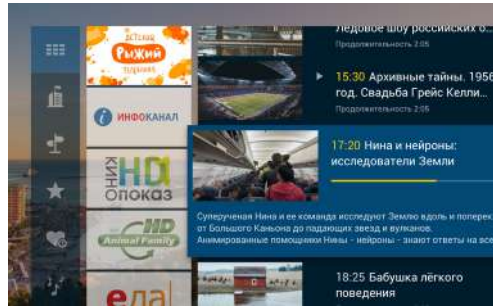 ДЕТСКАЯ
РЫЖИЙ
ИНФОКАНАЛ
КИНО
HD
ПОКАЗ
HD
Animal Family
еда
Ледовое шоу российских о...
Продолжительность 2:05
15:30 Архивные тайны. 1956
год. Свадьба Грейс Келли...
Продолжительность 2:05
17:20 Нина и нейроны:
исследователи Земли
Суперученая Нина и ее команда исследуют Землю вдоль и поперек
от Большого Каньона до падающих звезд и вулканов.
Анимированные помощники Нины - нейроны - знают ответы на все
18:25 Бабушка лёгкого
поведения